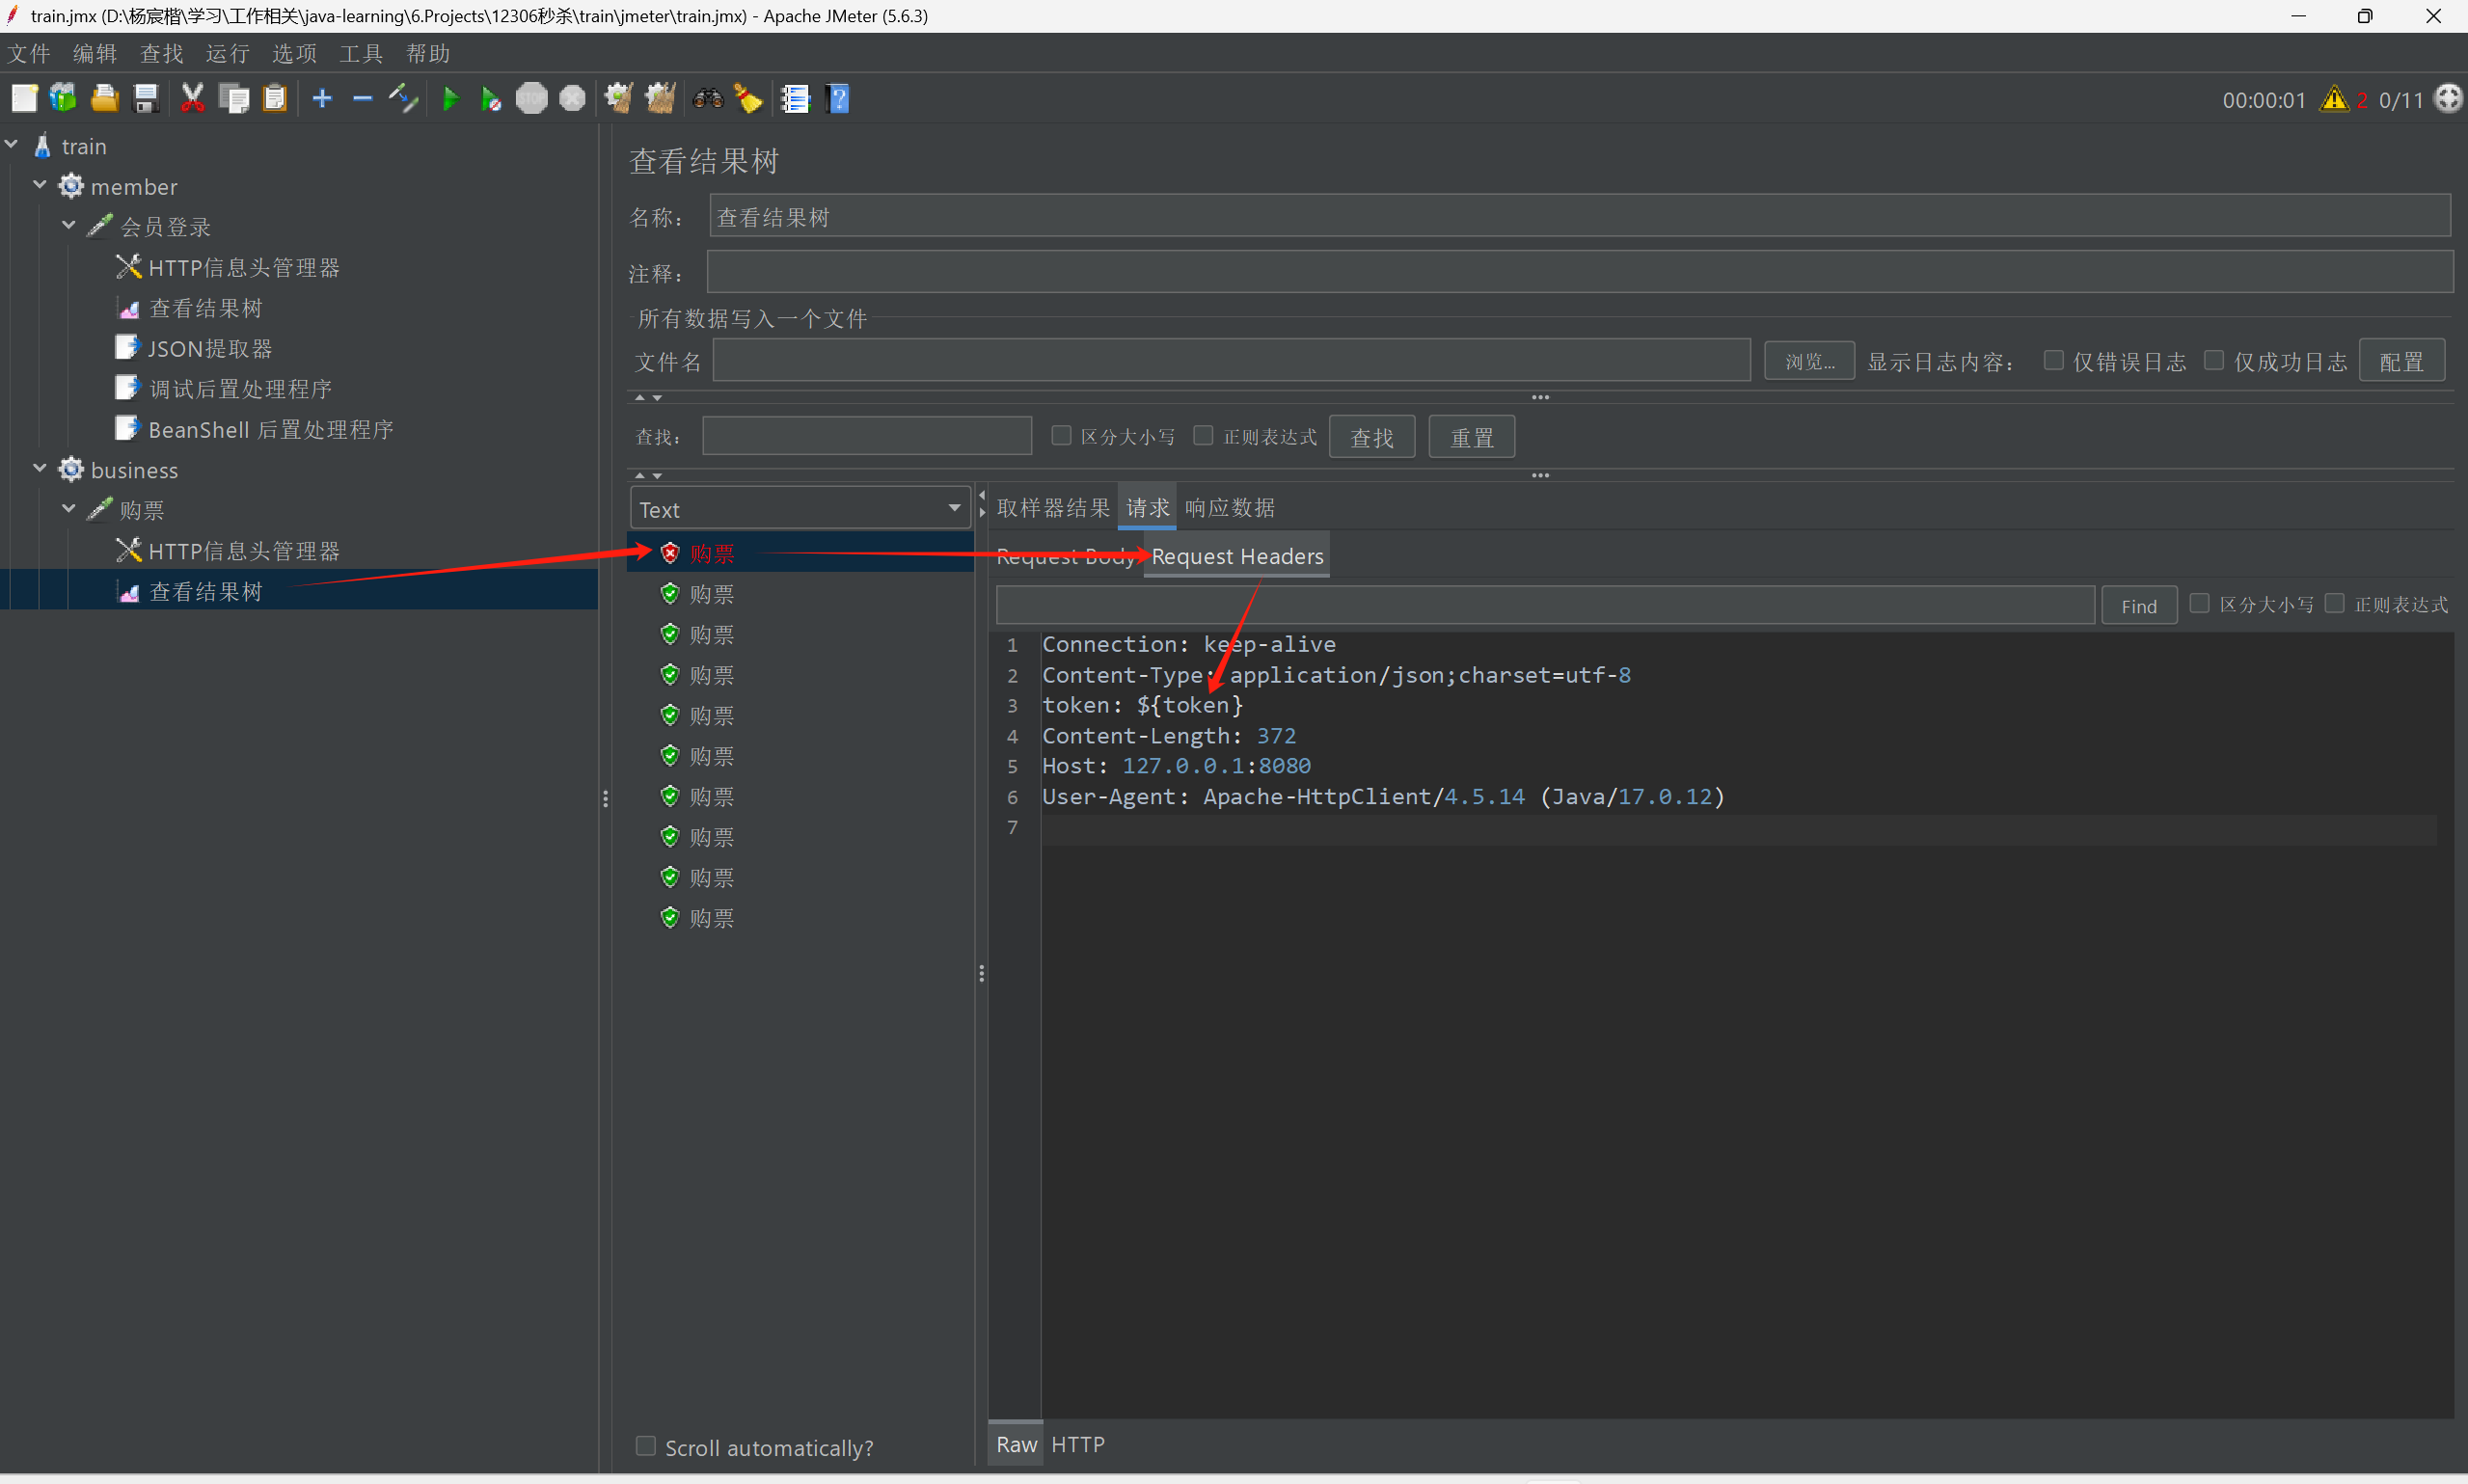 train.jmx (D:\杨宸楷\学习\工作相关\java-learning\6.Projects\12306秒杀\train\jmeter\train.jmx) - Apache JMeter (5.6.3)
文件 编辑 查找 运行 选项 工具 帮助
STOP
00:00:01 2 0/11
train
member
会员登录
HTTP信息头管理器
查看结果树
JSON提取器
调试后置处理程序
BeanShell 后置处理程序
business
购票
HTTP信息头管理器
查看结果树
查看结果树
名称： 查看结果树
注释：
所有数据写入一个文件
文件名 浏览... 显示日志内容： 仅错误日志 仅成功日志 配置
查找： 区分大小写 正则表达式 查找 重置
Text
购票
购票
购票
购票
购票
购票
购票
购票
购票
购票
Scroll automatically?
取样器结果 请求 响应数据
Request Body Request Headers
Find 区分大小写 正则表达式
1 Connection: keep-alive
2 Content-Type: application/json;charset=utf-8
3 token: ${token}
4 Content-Length: 372
5 Host: 127.0.0.1:8080
6 User-Agent: Apache-HttpClient/4.5.14 (Java/17.0.12)
7
Raw HTTP